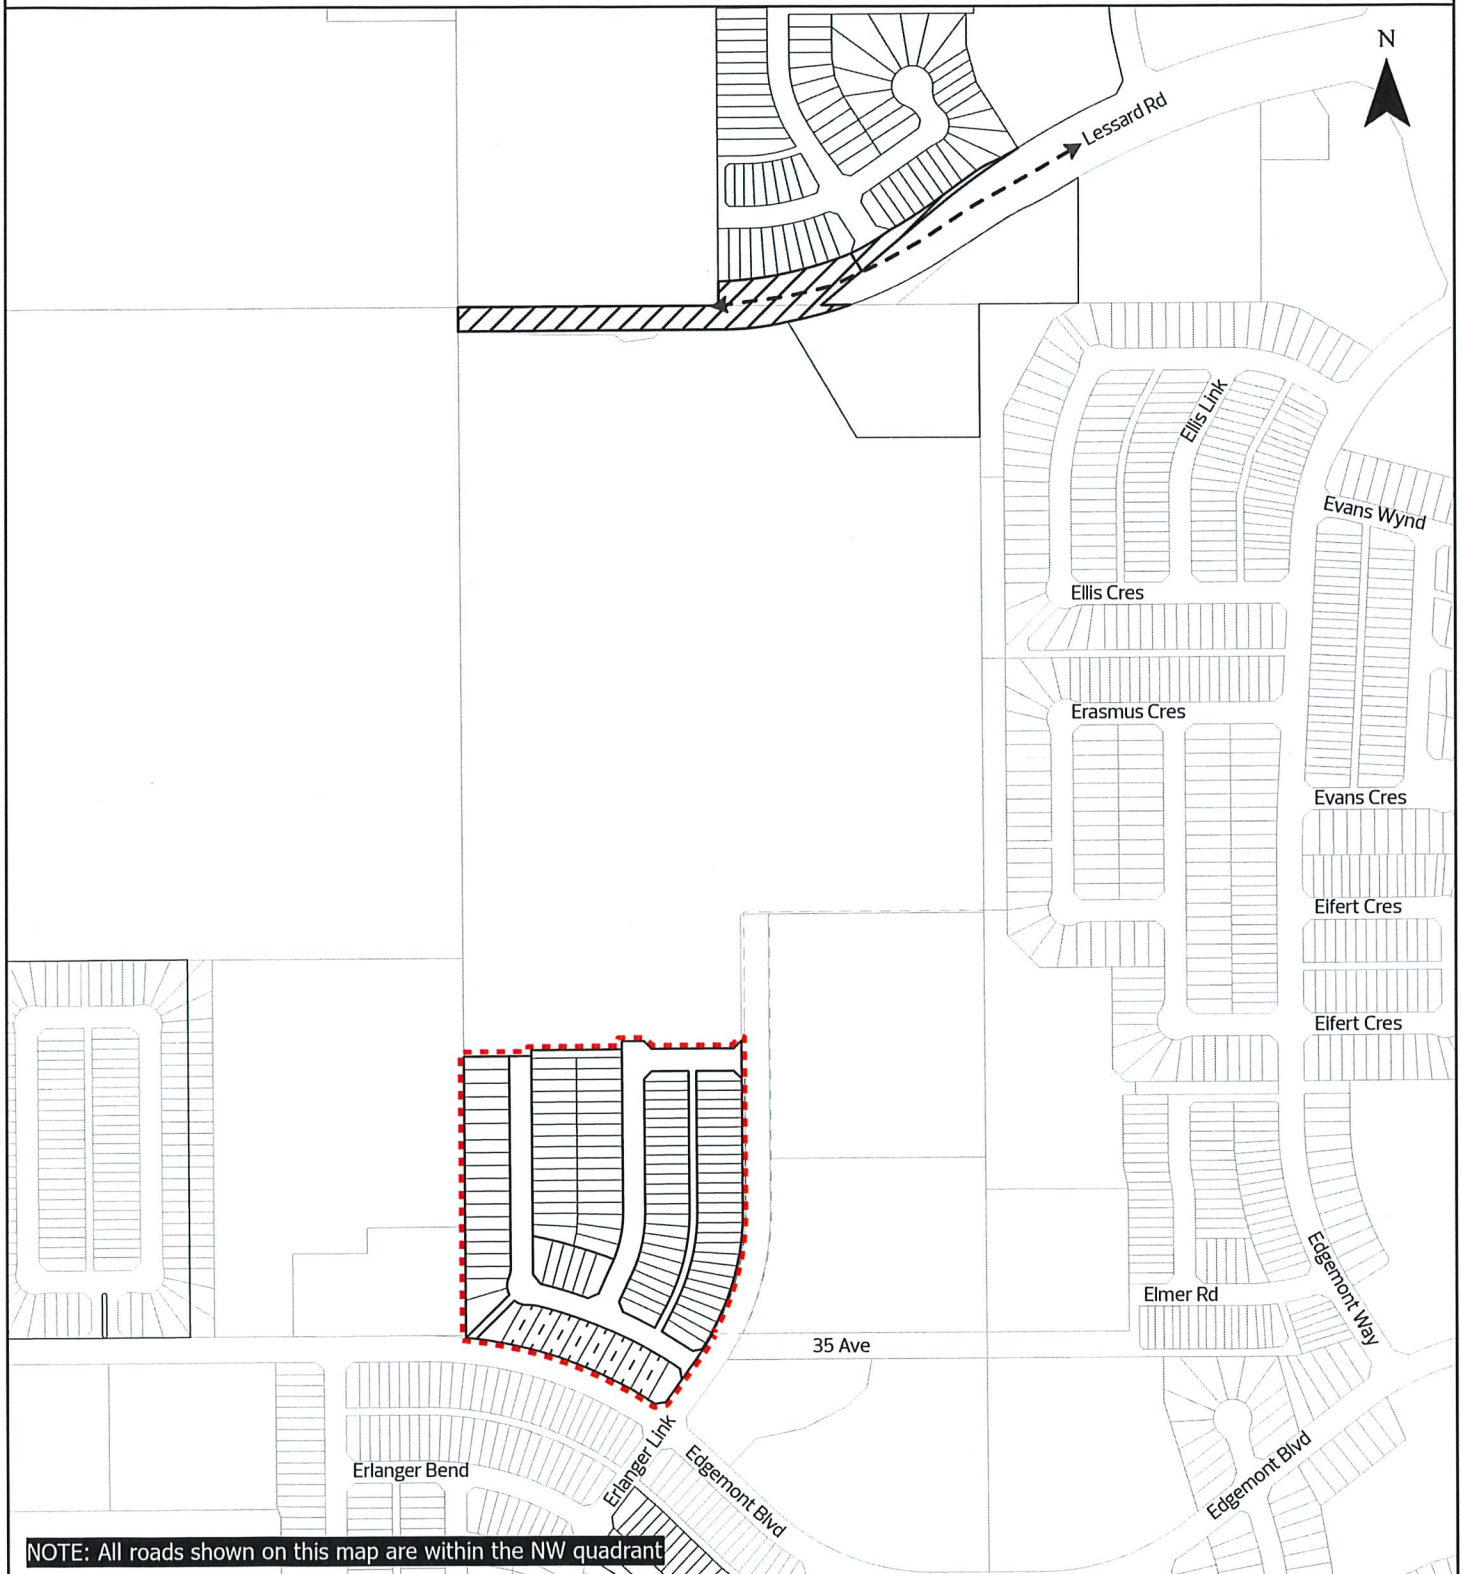 N
Lessard Rd
Ellis Link
Evans Wynd
Ellis Cres
Erasmus Cres
Evans Cres
Eifert Cres
Eifert Cres
Edgemont Way
Elmer Rd
35 Ave
Erlanger Link
Edgemont Blvd
Edgemont Blvd
Erlanger Bend
NOTE: All roads shown on this map are within the NW quadrant